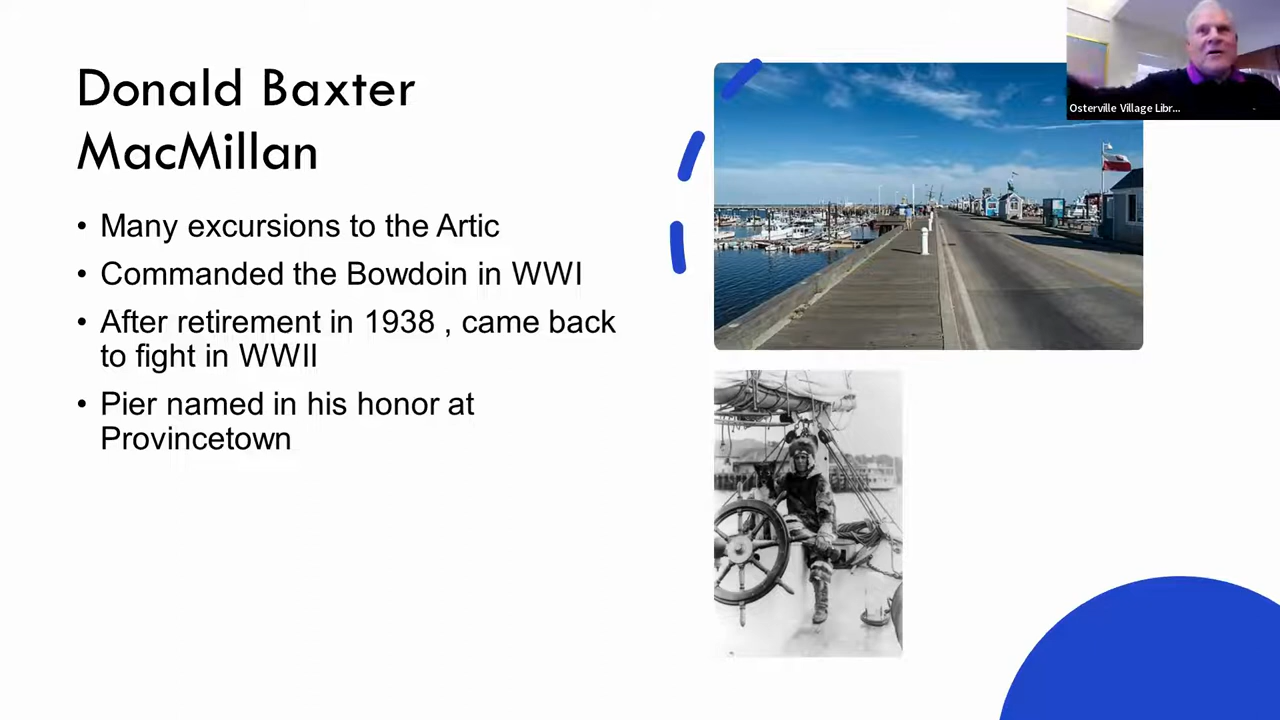 Donald Baxter
MacMillan
• Many excursions to the Artic
• Commanded the Bowdoin in WWI
• After retirement in 1938 , came back
to fight in WWII
• Pier named in his honor at
Provincetown
Osterville Village Libr...